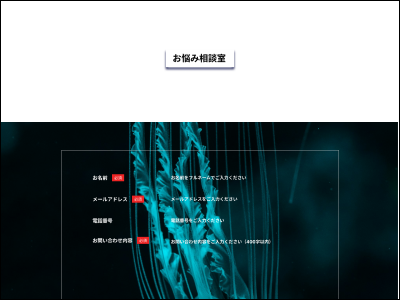 お悩み相談室
お名前 必須 お名前をフルネームでご入力ください
メールアドレス 必須 メールアドレスをご入力ください
電話番号 電話番号をご入力ください
お問い合わせ内容 必須 お問い合わせ内容をご入力ください（400字以内）